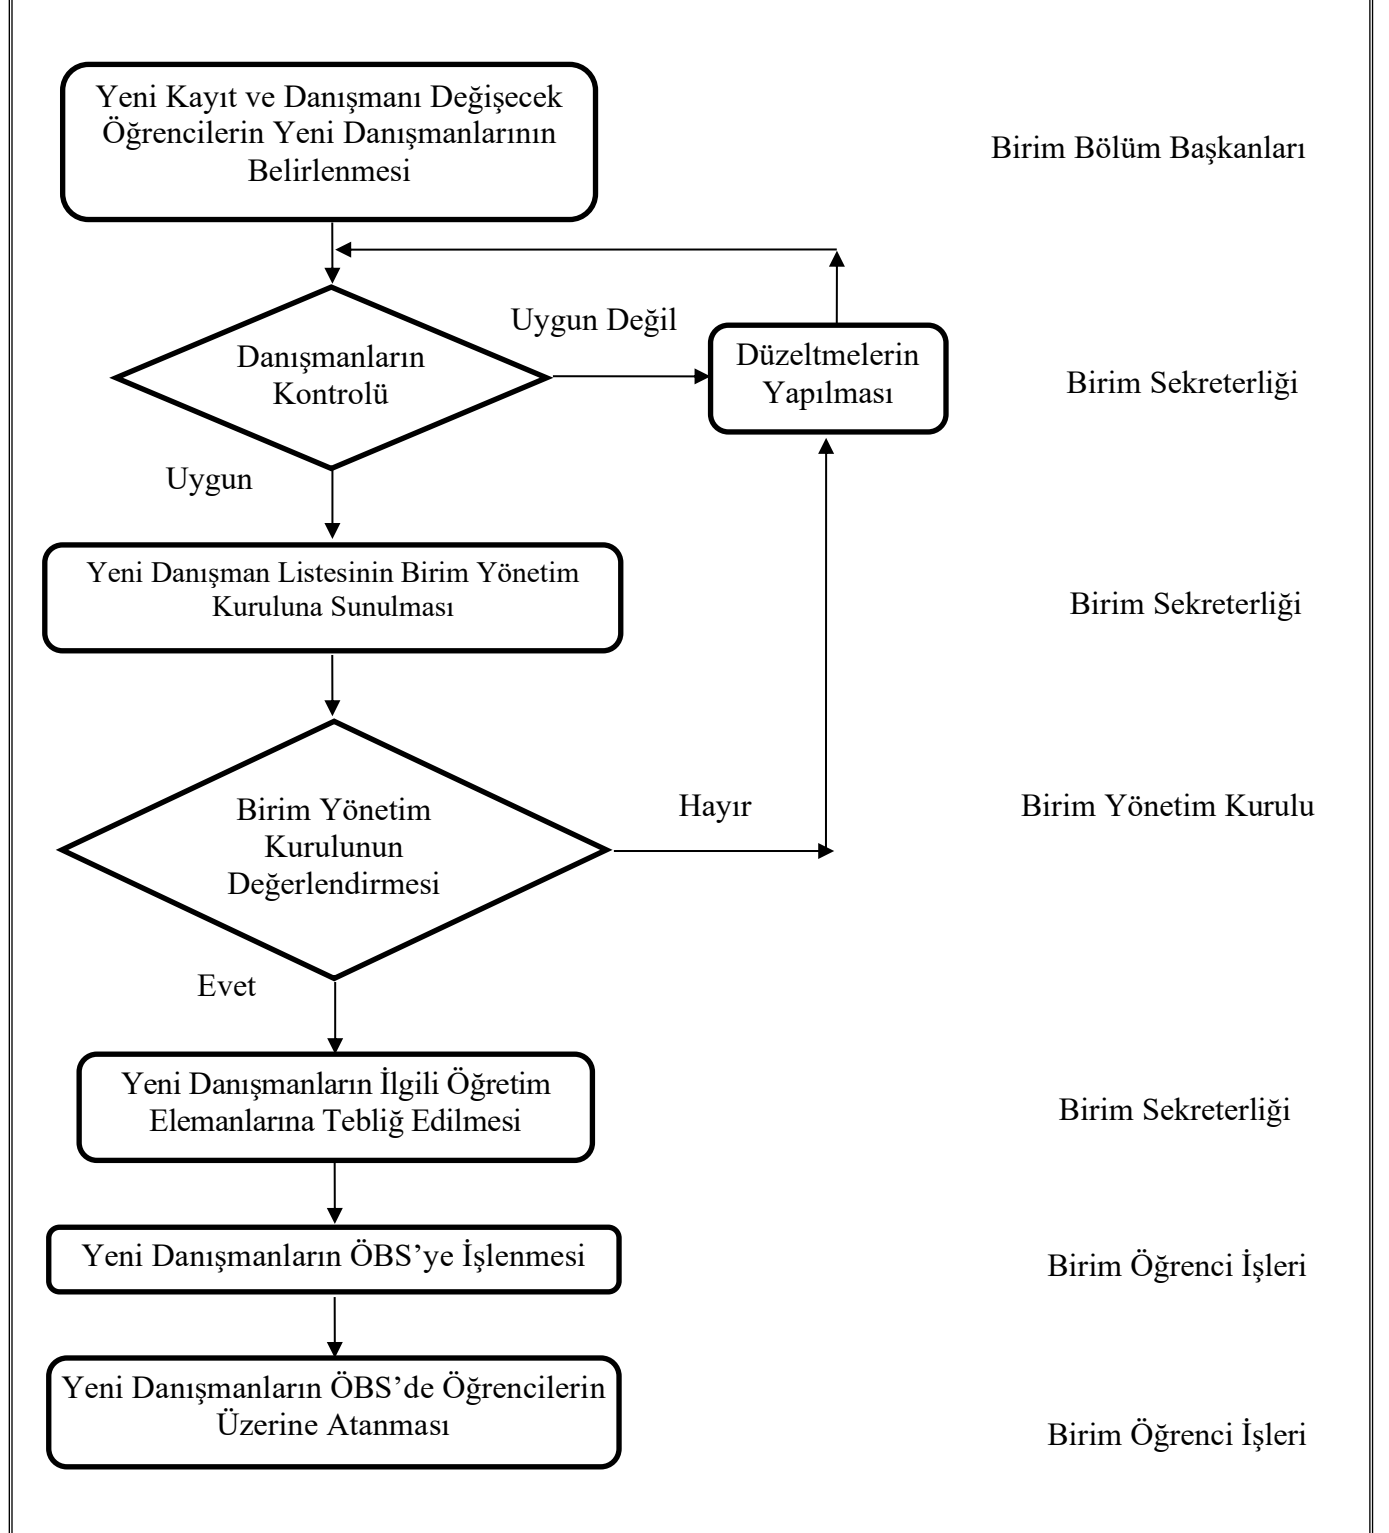 Yeni Kayıt ve Danışmanı Değişecek
Öğrencilerin Yeni Danışmanlarının
Belirlenmesi
Birim Bölüm Başkanları
Uygun Değil
Danışmanların
Kontrolü
Düzeltmelerin
Yapılması
Birim Sekreterliği
Uygun
Yeni Danışman Listesinin Birim Yönetim
Kuruluna Sunulması
Birim Sekreterliği
Birim Yönetim
Kurulunun
Değerlendirmesi
Hayır
Birim Yönetim Kurulu
Evet
Yeni Danışmanların İlgili Öğretim
Elemanlarına Tebliğ Edilmesi
Birim Sekreterliği
Yeni Danışmanların ÖBS’ye İşlenmesi
Birim Öğrenci İşleri
Yeni Danışmanların ÖBS’de Öğrencilerin
Üzerine Atanması
Birim Öğrenci İşleri